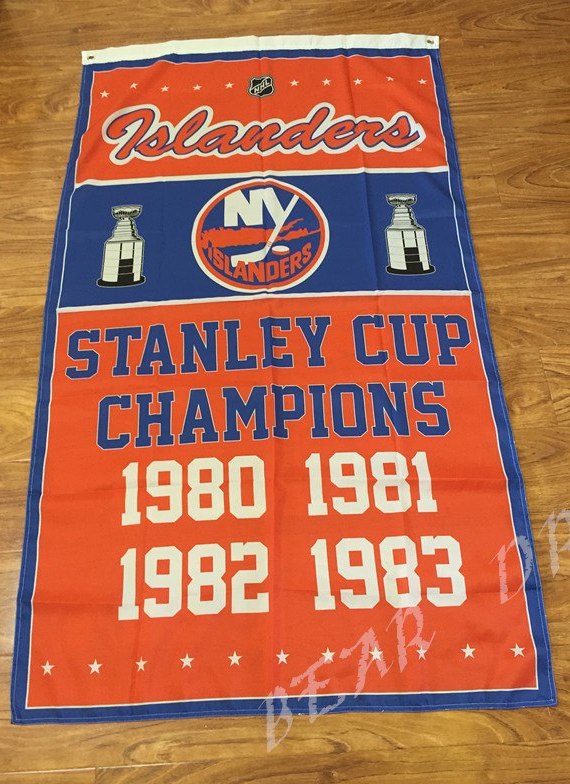 NHL
Islanders
NY
ISLANDERS
STANLEY CUP
CHAMPIONS
1980 1981
1982 1983
BEAR